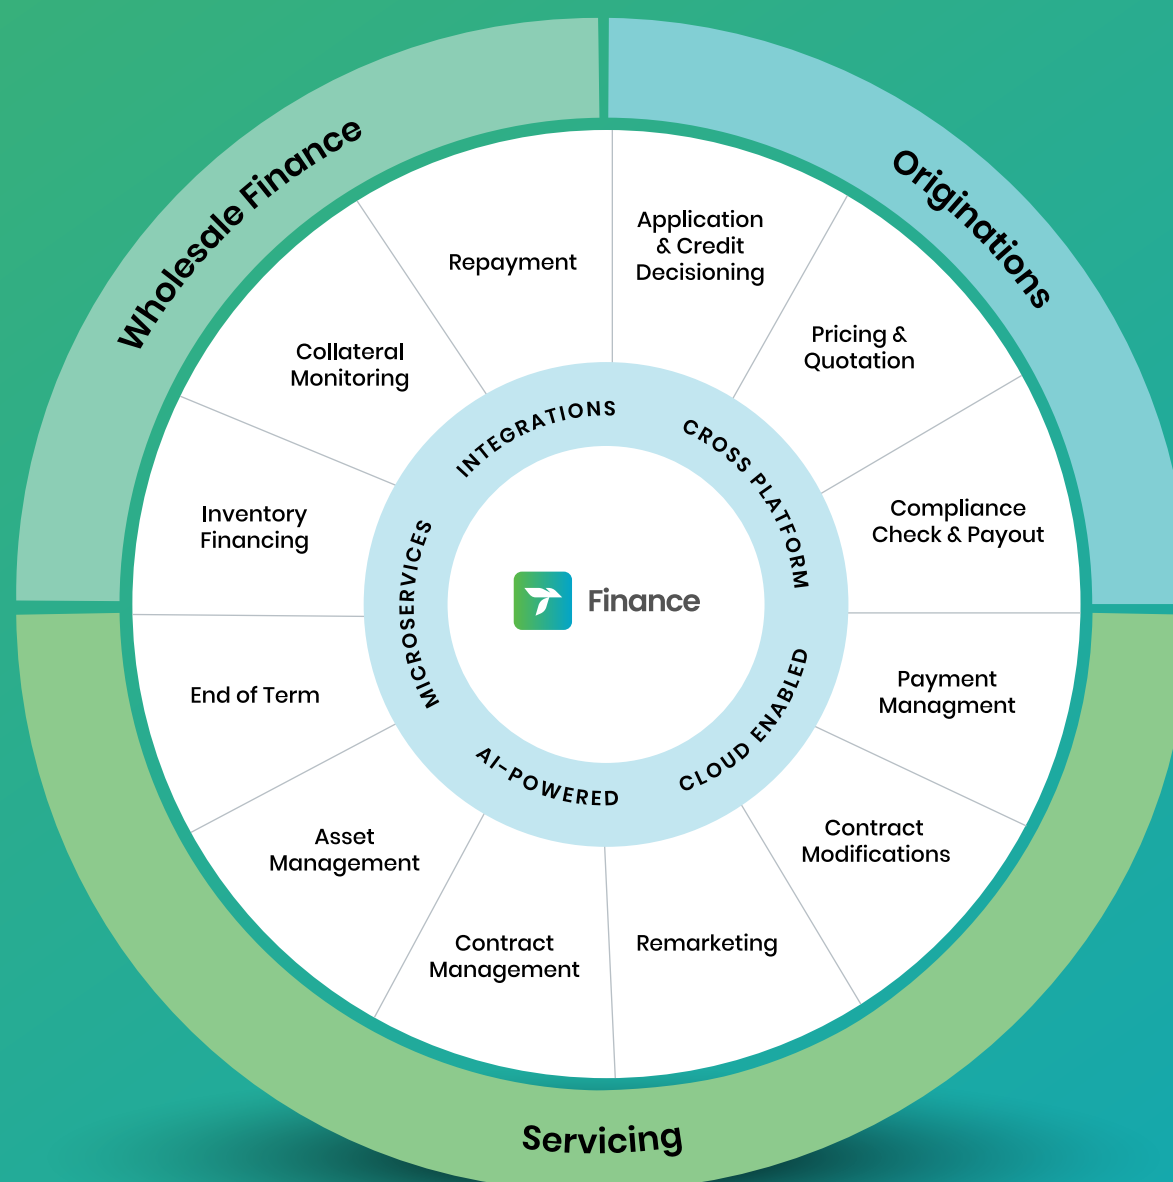 Wholesale Finance
Originations
Application
& Credit
Decisioning
Pricing &
Quotation
Compliance
Check & Payout
Payment
Managment
Contract
Modifications
Remarketing
Contract
Management
Asset
Management
End of Term
Inventory
Financing
Collateral
Monitoring
Repayment
INTEGRATIONS
CROSS PLATFORM
CLOUD ENABLED
AI-POWERED
MICROSERVICES
Finance
Servicing